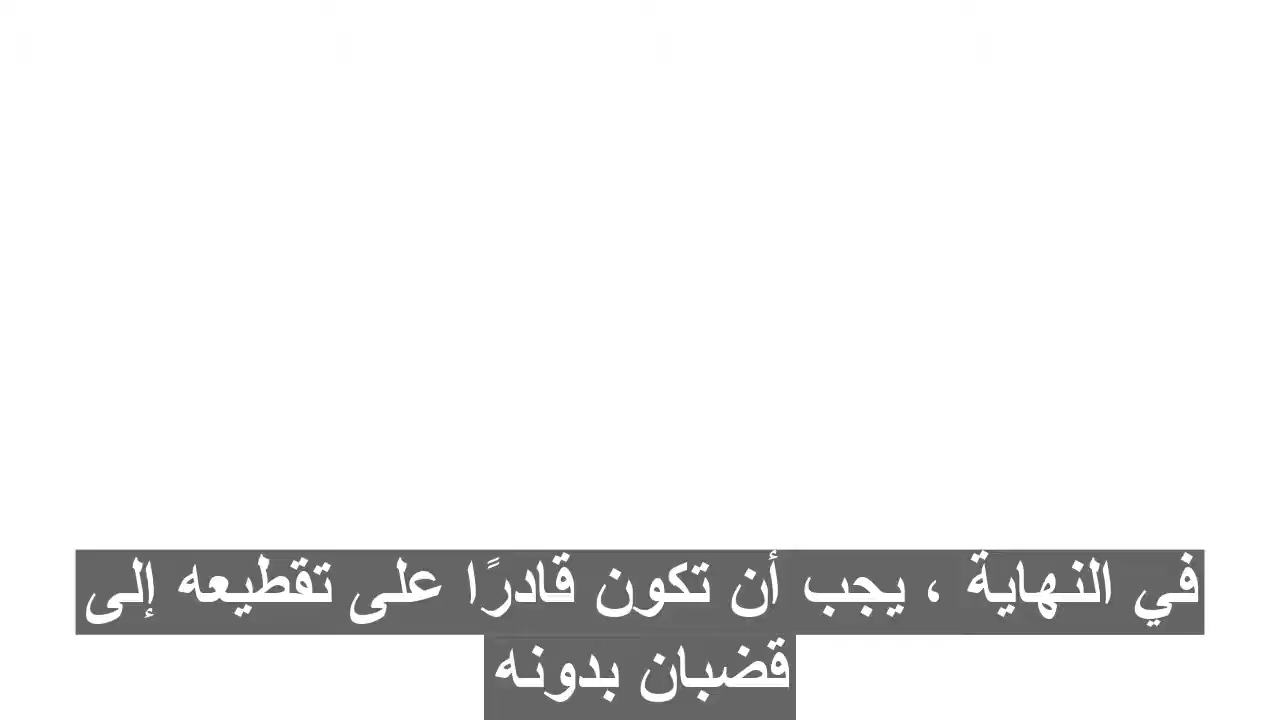 في النهاية ، يجب أن تكون قادرًا على تقطيعه إلى
قضبان بدونه